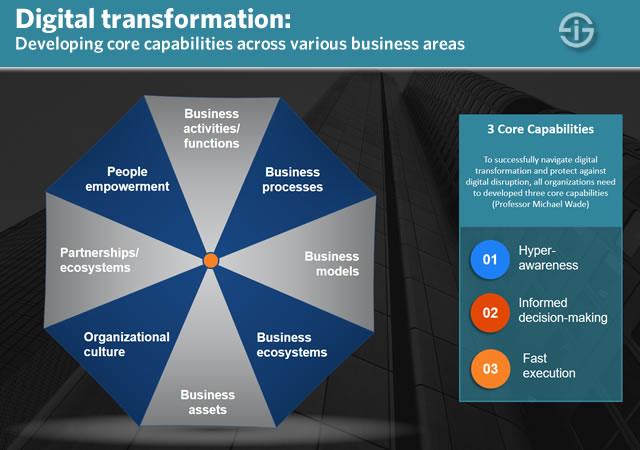 Digital transformation:
Developing core capabilities across various business areas
Business
activities/
functions
Business
processes
Business
models
Business
ecosystems
Business
assets
Organizational
culture
Partnerships/
ecosystems
People
empowerment
3 Core Capabilities
To successfully navigate digital
transformation and protect against
digital disruption, all organizations need
to developed three core capabilities
(Professor Michael Wade)
01
Hyper-
awareness
02
Informed
decision-making
03
Fast
execution